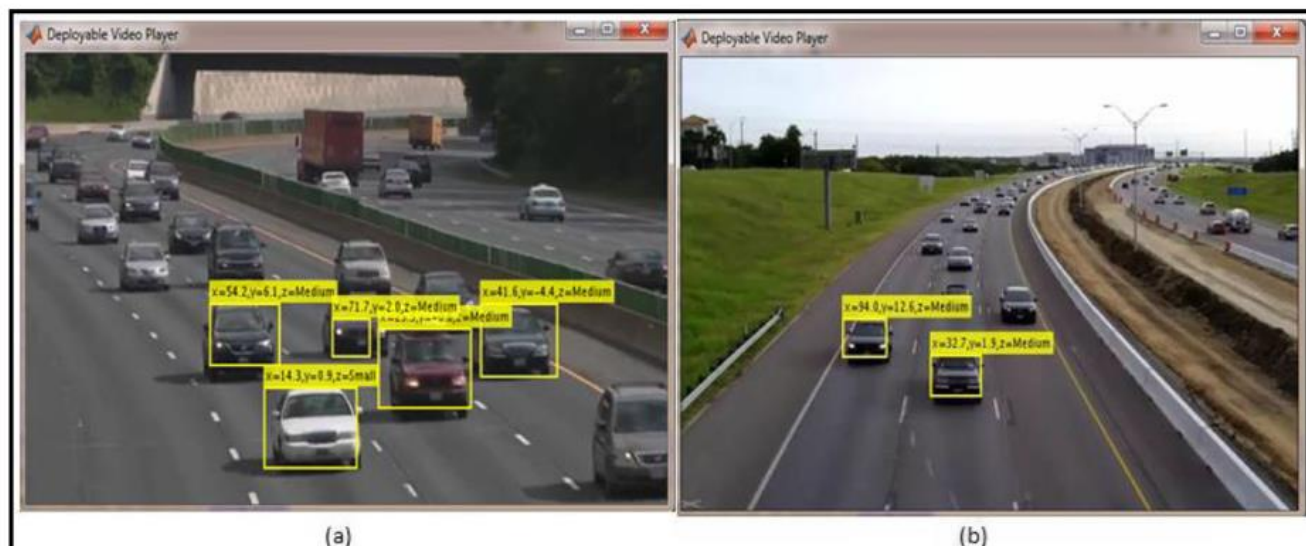 Deployable Video Player
x=54.2,y=6.1,z=Medium
x=71.7,y=2.0,z=Medium
x=41.6,y=-4.4,z=Medium
z=Medium
x=14.3,y=0.9,z=Small
(a)
Deployable Video Player
x=94.0,y=12.6,z=Medium
x=32.7,y=1.9,z=Medium
(b)